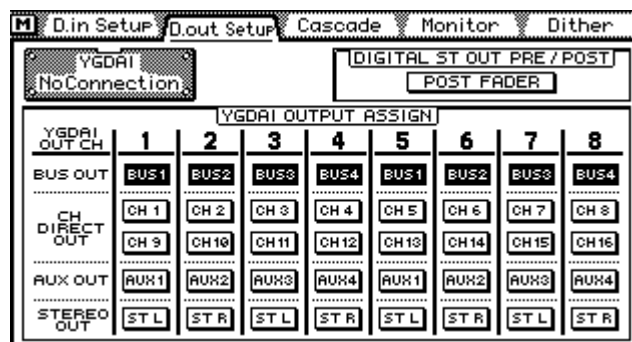 M D.in Setup D.out Setup Cascade Monitor Dither
YGDAI
NoConnection
DIGITAL ST OUT PRE/POST
POST FADER
YGDAI OUTPUT ASSIGN
YGDAI
OUT CH 1 2 3 4 5 6 7 8
BUS OUT BUS1 BUS2 BUS3 BUS4 BUS1 BUS2 BUS3 BUS4
CH
DIRECT
OUT
CH 1 CH 2 CH 3 CH 4 CH 5 CH 6 CH 7 CH 8
CH 9 CH10 CH11 CH12 CH13 CH14 CH15 CH16
AUX OUT AUX1 AUX2 AUX3 AUX4 AUX1 AUX2 AUX3 AUX4
STEREO
OUT
ST L ST R ST L ST R ST L ST R ST L ST R